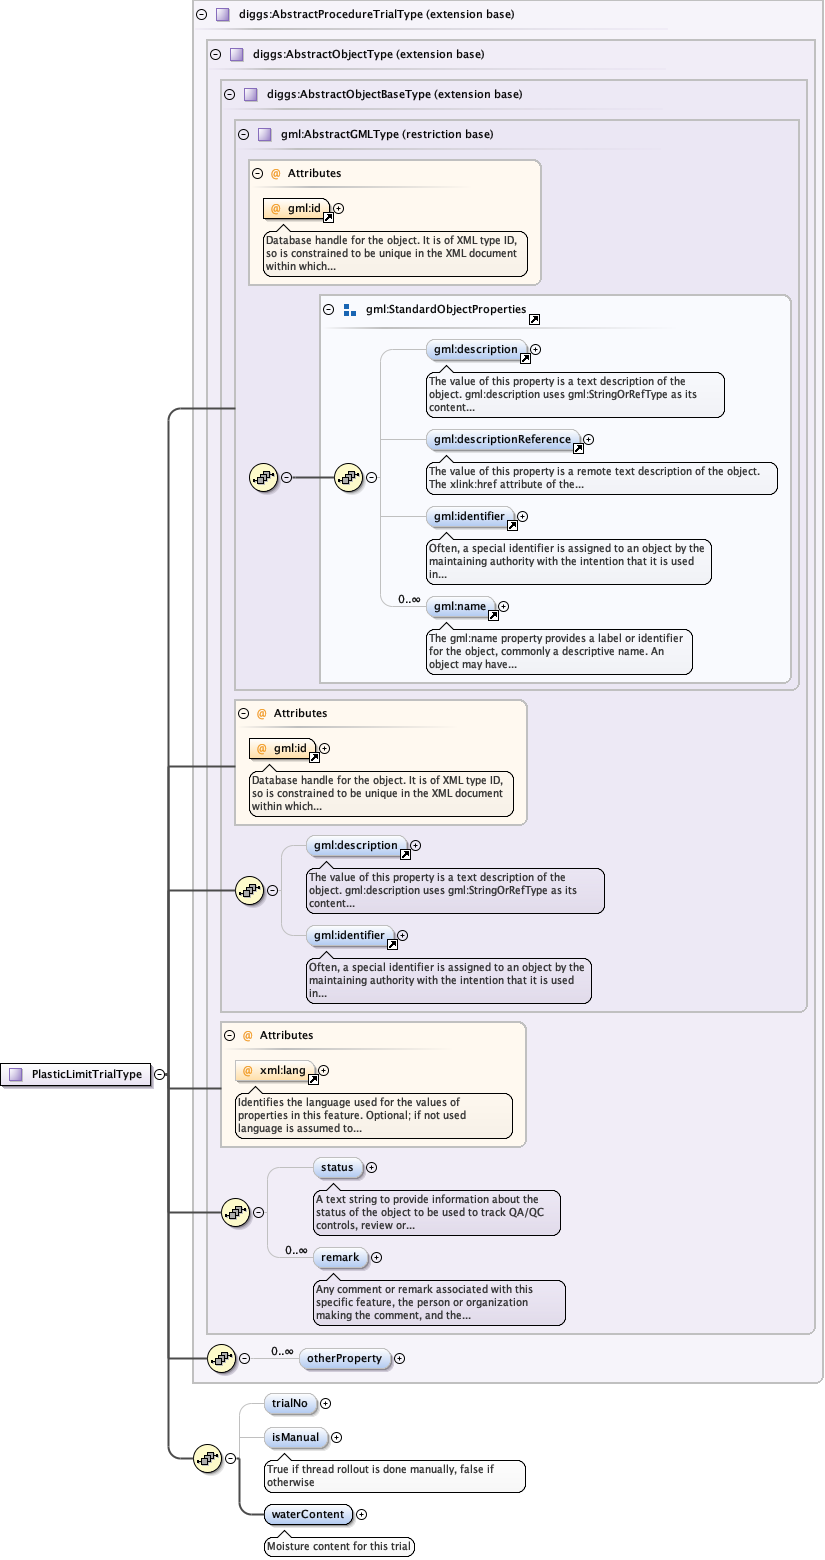 diggs:AbstractProcedureTrialType (extension base)
diggs:AbstractObjectType (extension base)
diggs:AbstractObjectBaseType (extension base)
gml:AbstractGMLType (restriction base)
@ Attributes
@ gml:id
Database handle for the object. It is of XML type ID,
so is constrained to be unique in the XML document
within which...
gml:StandardObjectProperties
gml:description
The value of this property is a text description of the
object. gml:description uses gml:StringOrRefType as its
content...
gml:descriptionReference
The value of this property is a remote text description of the object.
The xlink:href attribute of the...
gml:identifier
Often, a special identifier is assigned to an object by the
maintaining authority with the intention that it is used
in...
0..∞
gml:name
The gml:name property provides a label or identifier
for the object, commonly a descriptive name. An
object may have...
@ Attributes
@ gml:id
Database handle for the object. It is of XML type ID,
so is constrained to be unique in the XML document
within which...
gml:description
The value of this property is a text description of the
object. gml:description uses gml:StringOrRefType as its
content...
gml:identifier
Often, a special identifier is assigned to an object by the
maintaining authority with the intention that it is used
in...
@ Attributes
PlasticLimitTrialType
@ xml:lang
Identifies the language used for the values of
properties in this feature. Optional; if not used
language is assumed to...
status
A text string to provide information about the
status of the object to be used to track QA/QC
controls, review or...
0..∞
remark
Any comment or remark associated with this
specific feature, the person or organization
making the comment, and the...
0..∞
otherProperty
trialNo
isManual
True if thread rollout is done manually, false if
otherwise
waterContent
Moisture content for this trial